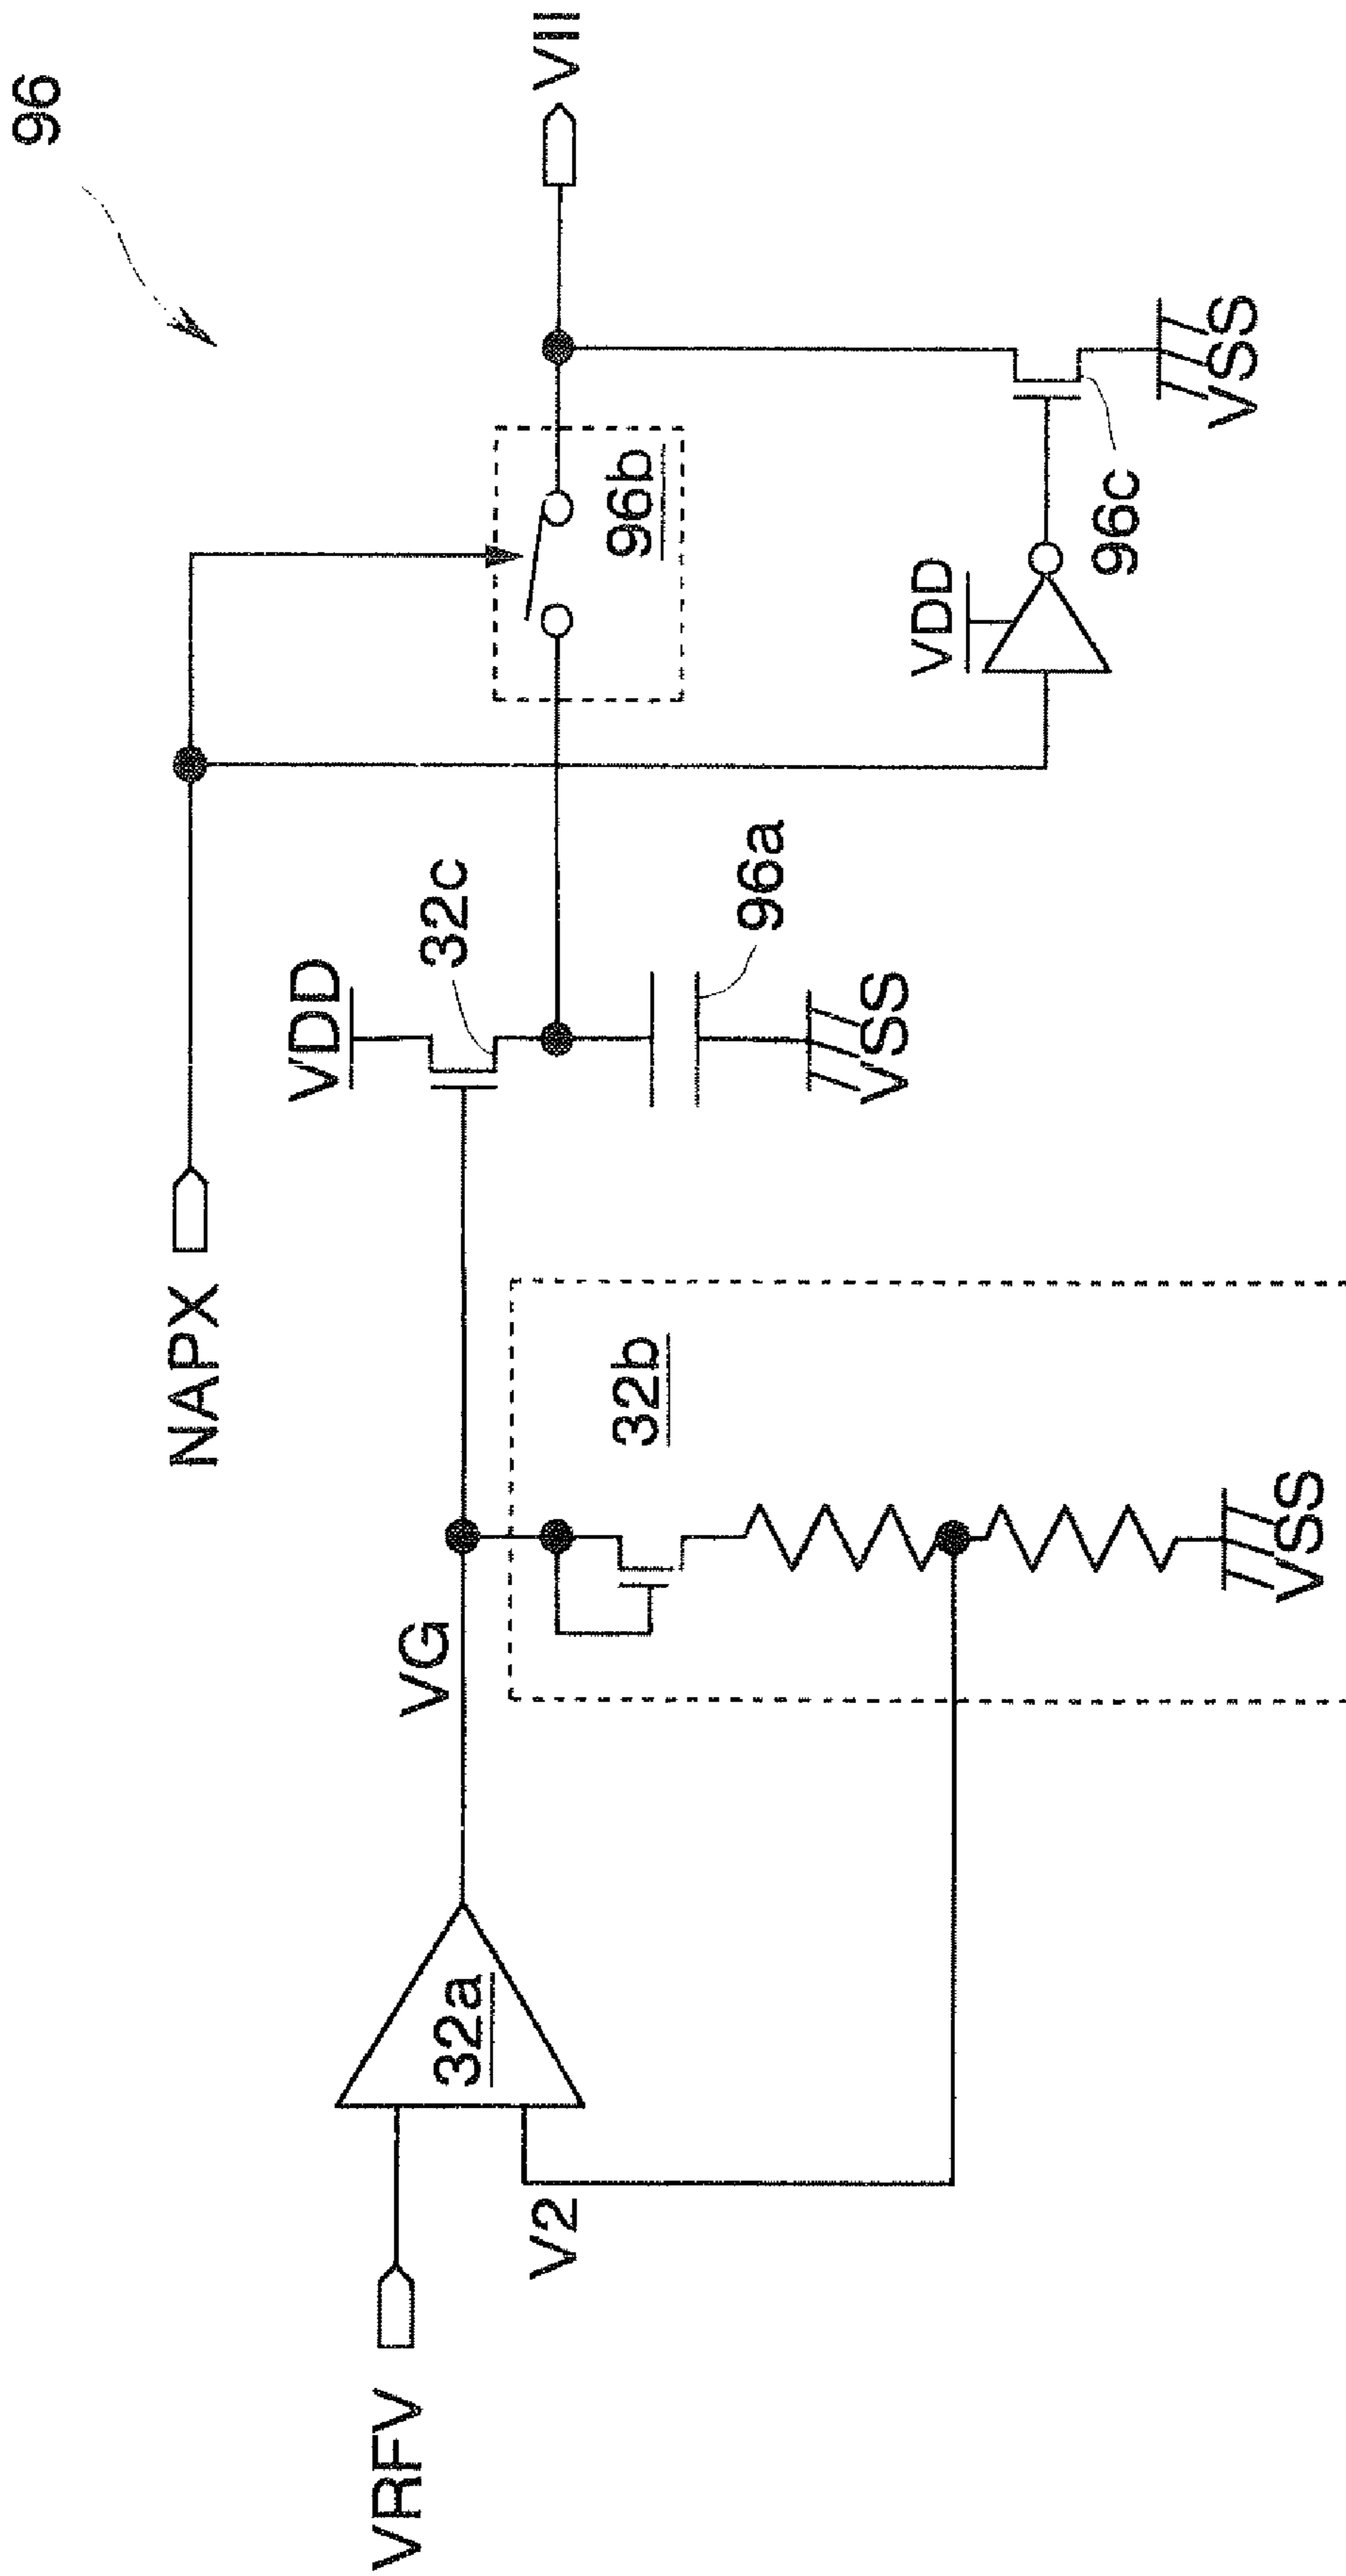 96
NAPX
VDD
32c
VII
96b
VG
32a
VRFV
V2
32b
96a
VSS
VDD
96c
VSS
VSS